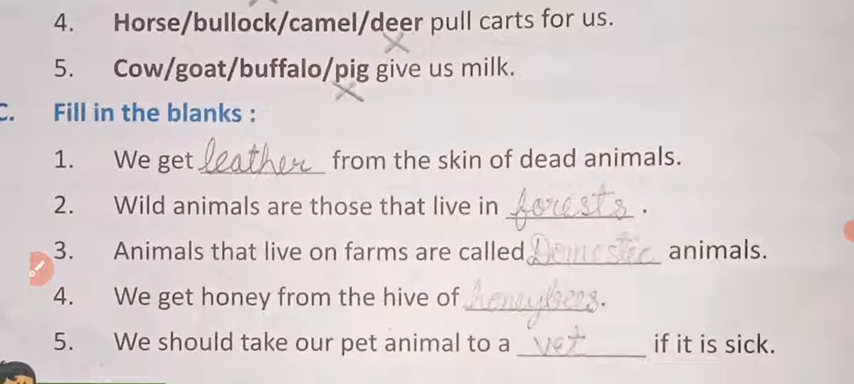 4. Horse/bullock/camel/deer pull carts for us.
5. Cow/goat/buffalo/pig give us milk.
C. Fill in the blanks :
1. We get leather from the skin of dead animals.
2. Wild animals are those that live in forests .
3. Animals that live on farms are called Domestic animals.
4. We get honey from the hive of honeybees.
5. We should take our pet animal to a vet if it is sick.